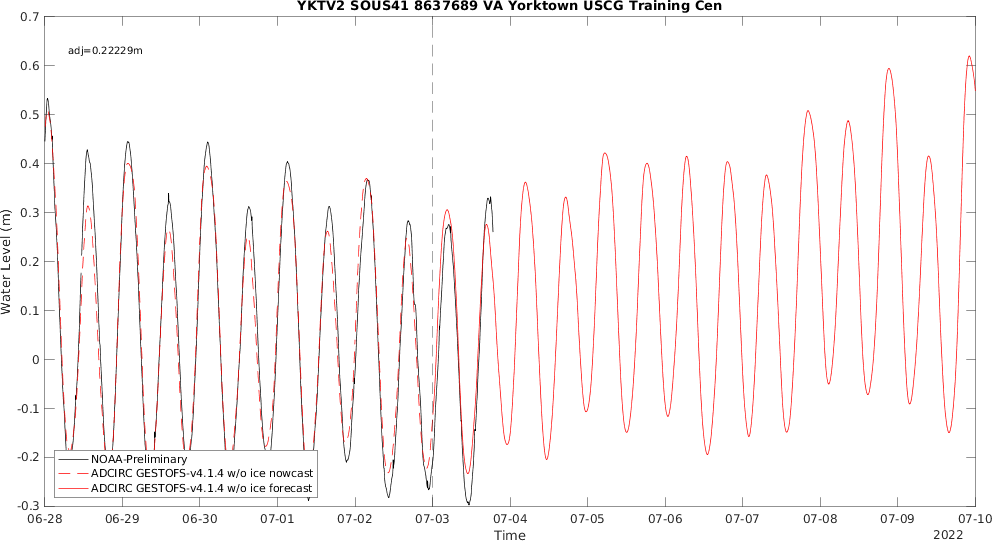 YKTV2 SOUS41 8637689 VA Yorktown USCG Training Cen
adj=0.22229m
0.7
0.6
0.5
0.4
0.3
0.2
0.1
0
-0.1
-0.2
-0.3
Water Level (m)
NOAA-Preliminary
ADCIRC GESTOFS-v4.1.4 w/o ice nowcast
ADCIRC GESTOFS-v4.1.4 w/o ice forecast
06-28 06-29 06-30 07-01 07-02 07-03 07-04 07-05 07-06 07-07 07-08 07-09 07-10
Time
2022